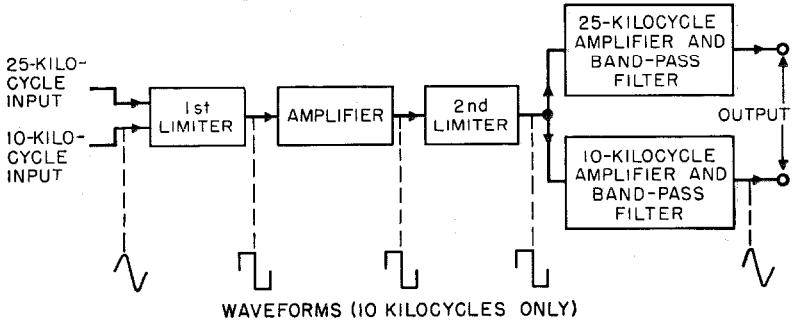 25-KILO-
CYCLE
INPUT
10-KILO-
CYCLE
INPUT
1st
LIMITER
AMPLIFIER
2nd
LIMITER
25-KILOCYCLE
AMPLIFIER AND
BAND-PASS
FILTER
OUTPUT
10-KILOCYCLE
AMPLIFIER AND
BAND-PASS
FILTER
WAVEFORMS (10 KILOCYCLES ONLY)